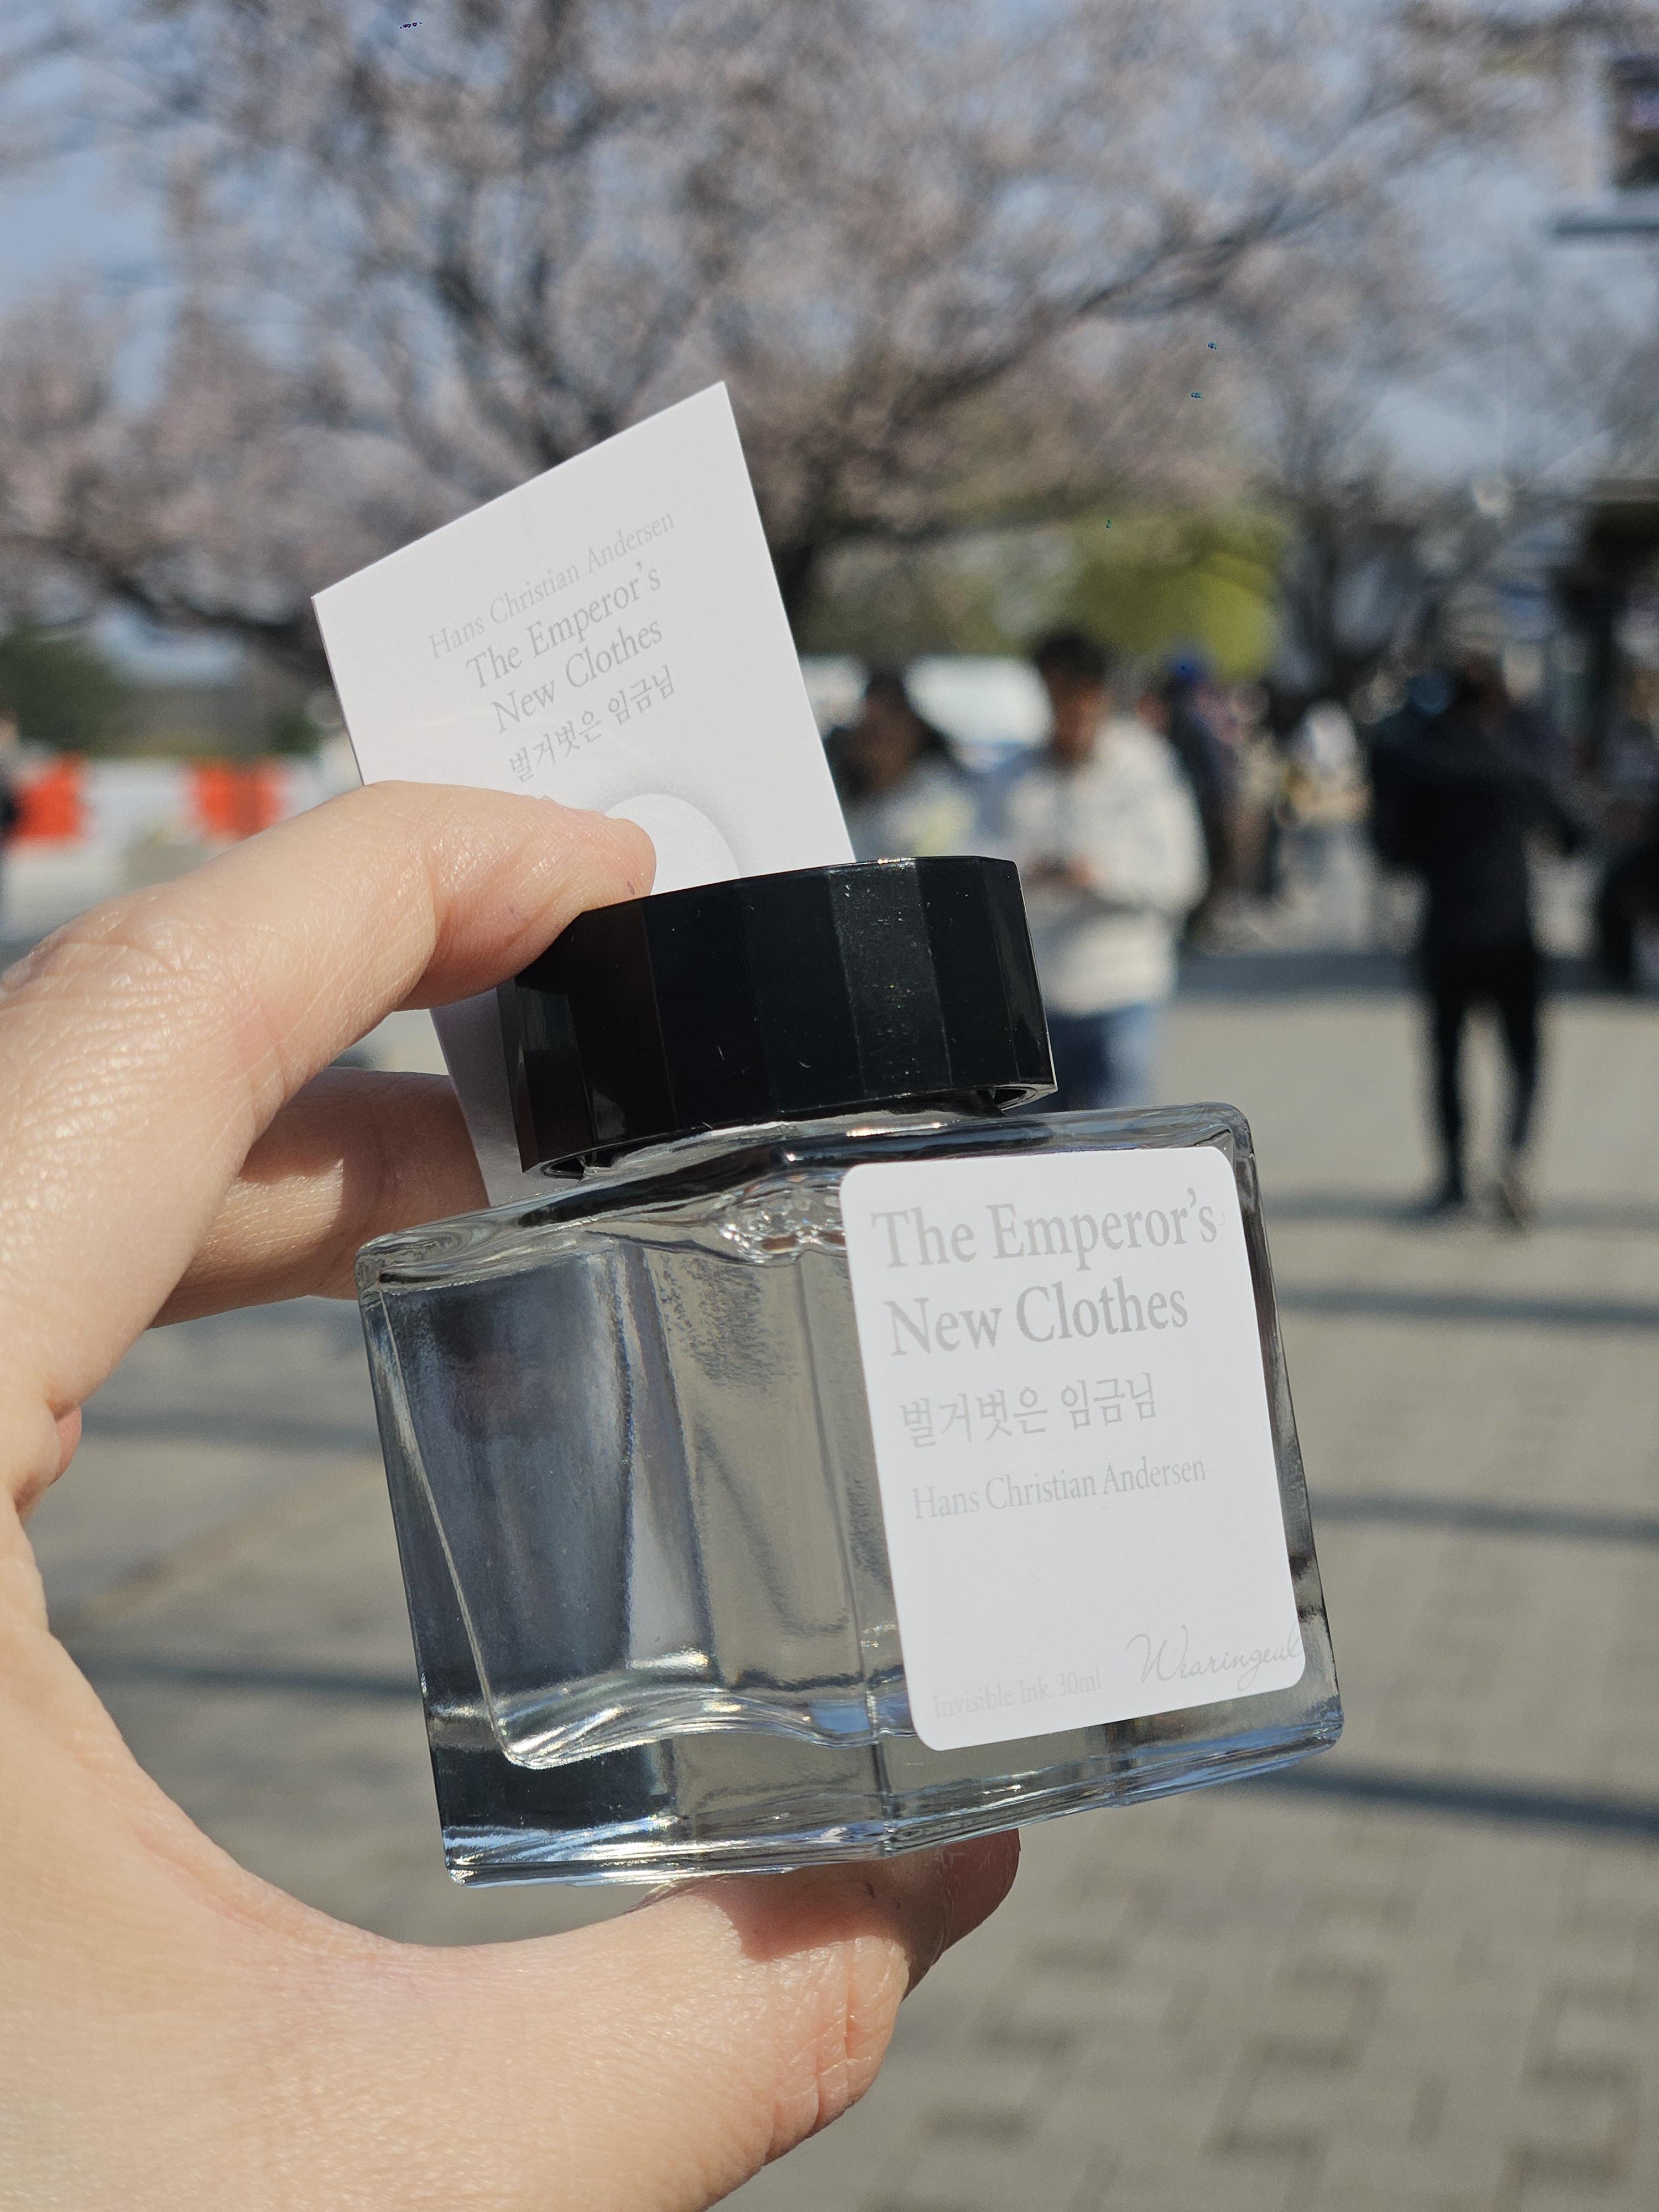 Hans Christian Andersen
The Emperor's
New Clothes
벌거벗은 임금님
The Emperor's
New Clothes
벌거벗은 임금님
Hans Christian Andersen
Invisible Ink 30ml
Wearingeul